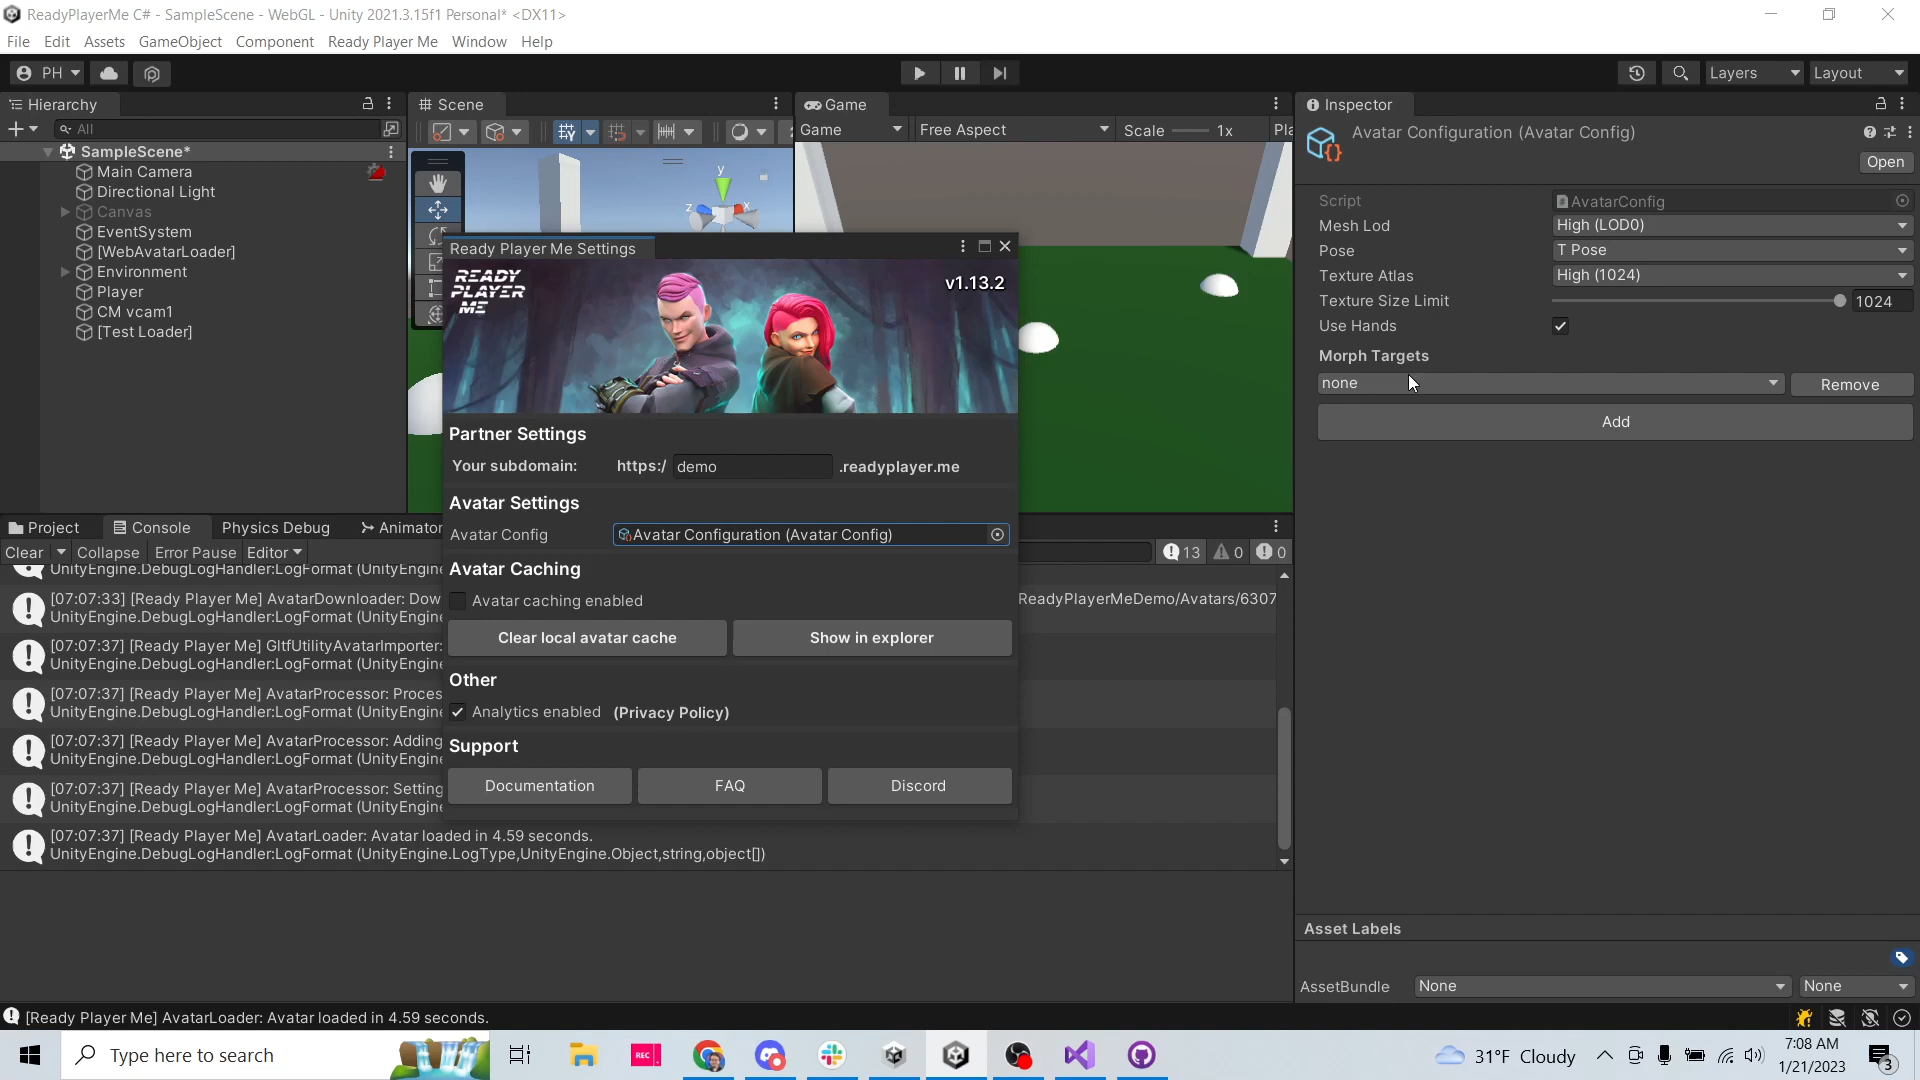 ReadyPlayerMe C# - SampleScene - WebGL - Unity 2021.3.15f1 Personal* <DX11>
File Edit Assets GameObject Component Ready Player Me Window Help
PH Layers Layout
Hierarchy
All
SampleScene*
Main Camera
Directional Light
Canvas
EventSystem
[WebAvatarLoader]
Environment
Player
CM vcam1
[Test Loader]
Scene
y
z x
Game
Game Free Aspect Scale 1x Pla
Ready Player Me Settings
READY
PLAYER
ME
v1.13.2
Partner Settings
Your subdomain: https:/ demo .readyplayer.me
Avatar Settings
Avatar Config Avatar Configuration (Avatar Config)
Avatar Caching
Avatar caching enabled
Clear local avatar cache Show in explorer
Other
Analytics enabled (Privacy Policy)
Support
Documentation FAQ Discord
Inspector
Avatar Configuration (Avatar Config)
Open
Script AvatarConfig
Mesh Lod High (LOD0)
Pose T Pose
Texture Atlas High (1024)
Texture Size Limit 1024
Use Hands
Morph Targets
none Remove
Add
Asset Labels
AssetBundle None None
Project Console Physics Debug Animator
Clear Collapse Error Pause Editor 13 0 0
UnityEngine.DebugLogHandler:LogFormat (UnityEngine
[07:07:33] [Ready Player Me] AvatarDownloader: Dow ReadyPlayerMeDemo/Avatars/6307
UnityEngine.DebugLogHandler:LogFormat (UnityEngine
[07:07:37] [Ready Player Me] GltfUtilityAvatarImporter:
UnityEngine.DebugLogHandler:LogFormat (UnityEngine
[07:07:37] [Ready Player Me] AvatarProcessor: Proces
UnityEngine.DebugLogHandler:LogFormat (UnityEngine
[07:07:37] [Ready Player Me] AvatarProcessor: Adding
UnityEngine.DebugLogHandler:LogFormat (UnityEngine
[07:07:37] [Ready Player Me] AvatarProcessor: Setting
UnityEngine.DebugLogHandler:LogFormat (UnityEngine
[07:07:37] [Ready Player Me] AvatarLoader: Avatar loaded in 4.59 seconds.
UnityEngine.DebugLogHandler:LogFormat (UnityEngine.LogType,UnityEngine.Object,string,object[])
[Ready Player Me] AvatarLoader: Avatar loaded in 4.59 seconds.
Type here to search
REC
31°F Cloudy
7:08 AM
1/21/2023
3